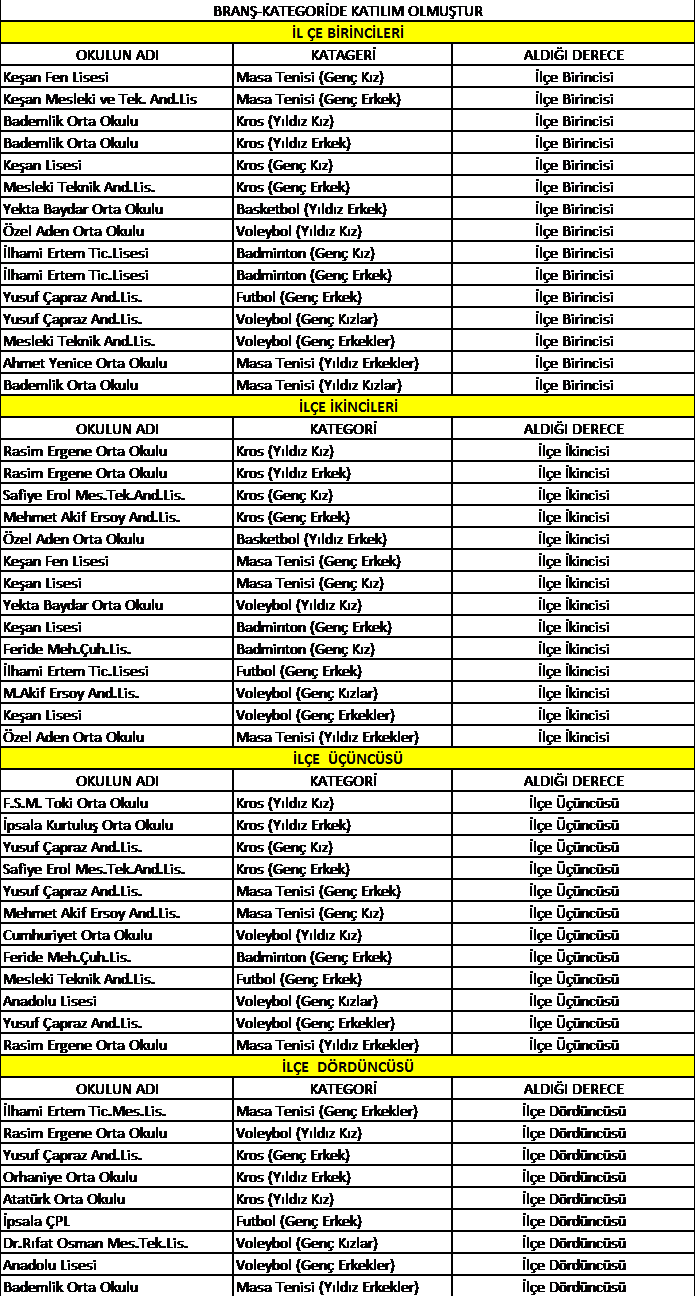 BRANŞ-KATEGORİDE KATILIM OLMUŞTUR
İL ÇE BİRİNCİLERİ
OKULUN ADI KATAGERİ ALDIĞI DERECE
Keşan Fen Lisesi Masa Tenisi (Genç Kız) İlçe Birincisi
Keşan Mesleki ve Tek. And.Lis Masa Tenisi (Genç Erkek) İlçe Birincisi
Bademlik Orta Okulu Kros (Yıldız Kız) İlçe Birincisi
Bademlik Orta Okulu Kros (Yıldız Erkek) İlçe Birincisi
Keşan Lisesi Kros (Genç Kız) İlçe Birincisi
Mesleki Teknik And.Lis. Kros (Genç Erkek) İlçe Birincisi
Yekta Baydar Orta Okulu Basketbol (Yıldız Erkek) İlçe Birincisi
Özel Aden Orta Okulu Voleybol (Yıldız Kız) İlçe Birincisi
İlhami Ertem Tic.Lisesi Badminton (Genç Kız) İlçe Birincisi
İlhami Ertem Tic.Lisesi Badminton (Genç Erkek) İlçe Birincisi
Yusuf Çapraz And.Lis. Futbol (Genç Erkek) İlçe Birincisi
Yusuf Çapraz And.Lis. Voleybol (Genç Kızlar) İlçe Birincisi
Mesleki Teknik And.Lis. Voleybol (Genç Erkekler) İlçe Birincisi
Ahmet Yenice Orta Okulu Masa Tenisi (Yıldız Erkekler) İlçe Birincisi
Bademlik Orta Okulu Masa Tenisi (Yıldız Kızlar) İlçe Birincisi
İLÇE İKİNCİLERİ
OKULUN ADI KATEGORİ ALDIĞI DERECE
Rasim Ergene Orta Okulu Kros (Yıldız Kız) İlçe İkincisi
Rasim Ergene Orta Okulu Kros (Yıldız Erkek) İlçe İkincisi
Safiye Erol Mes.Tek.And.Lis. Kros (Genç Kız) İlçe İkincisi
Mehmet Akif Ersoy And.Lis. Kros (Genç Erkek) İlçe İkincisi
Özel Aden Orta Okulu Basketbol (Yıldız Erkek) İlçe İkincisi
Keşan Fen Lisesi Masa Tenisi (Genç Erkek) İlçe İkincisi
Keşan Lisesi Masa Tenisi (Genç Kız) İlçe İkincisi
Yekta Baydar Orta Okulu Voleybol (Yıldız Kız) İlçe İkincisi
Keşan Lisesi Badminton (Genç Erkek) İlçe İkincisi
Feride Meh.Çuh.Lis. Badminton (Genç Kız) İlçe İkincisi
İlhami Ertem Tic.Lisesi Futbol (Genç Erkek) İlçe İkincisi
M.Akif Ersoy And.Lis. Voleybol (Genç Kızlar) İlçe İkincisi
Keşan Lisesi Voleybol (Genç Erkekler) İlçe İkincisi
Özel Aden Orta Okulu Masa Tenisi (Yıldız Erkekler) İlçe İkincisi
İLÇE ÜÇÜNCÜSÜ
OKULUN ADI KATEGORİ ALDIĞI DERECE
F.S.M. Toki Orta Okulu Kros (Yıldız Kız) İlçe Üçüncüsü
İpsala Kurtuluş Orta Okulu Kros (Yıldız Erkek) İlçe Üçüncüsü
Yusuf Çapraz And.Lis. Kros (Genç Kız) İlçe Üçüncüsü
Safiye Erol Mes.Tek.And.Lis. Kros (Genç Erkek) İlçe Üçüncüsü
Yusuf Çapraz And.Lis. Masa Tenisi (Genç Erkek) İlçe Üçüncüsü
Mehmet Akif Ersoy And.Lis. Masa Tenisi (Genç Kız) İlçe Üçüncüsü
Cumhuriyet Orta Okulu Voleybol (Yıldız Kız) İlçe Üçüncüsü
Feride Meh.Çuh.Lis. Badminton (Genç Erkek) İlçe Üçüncüsü
Mesleki Teknik And.Lis. Futbol (Genç Erkek) İlçe Üçüncüsü
Anadolu Lisesi Voleybol (Genç Kızlar) İlçe Üçüncüsü
Yusuf Çapraz And.Lis. Voleybol (Genç Erkekler) İlçe Üçüncüsü
Rasim Ergene Orta Okulu Masa Tenisi (Yıldız Erkekler) İlçe Üçüncüsü
İLÇE DÖRDÜNCÜSÜ
OKULUN ADI KATEGORİ ALDIĞI DERECE
İlhami Ertem Tic.Mes.Lis. Masa Tenisi (Genç Erkekler) İlçe Dördüncüsü
Rasim Ergene Orta Okulu Voleybol (Yıldız Kız) İlçe Dördüncüsü
Yusuf Çapraz And.Lis. Kros (Genç Erkek) İlçe Dördüncüsü
Orhaniye Orta Okulu Kros (Yıldız Erkek) İlçe Dördüncüsü
Atatürk Orta Okulu Kros (Yıldız Kız) İlçe Dördüncüsü
İpsala ÇPL Futbol (Genç Erkek) İlçe Dördüncüsü
Dr.Rıfat Osman Mes.Tek.Lis. Voleybol (Genç Kızlar) İlçe Dördüncüsü
Anadolu Lisesi Voleybol (Genç Erkekler) İlçe Dördüncüsü
Bademlik Orta Okulu Masa Tenisi (Yıldız Erkekler) İlçe Dördüncüsü